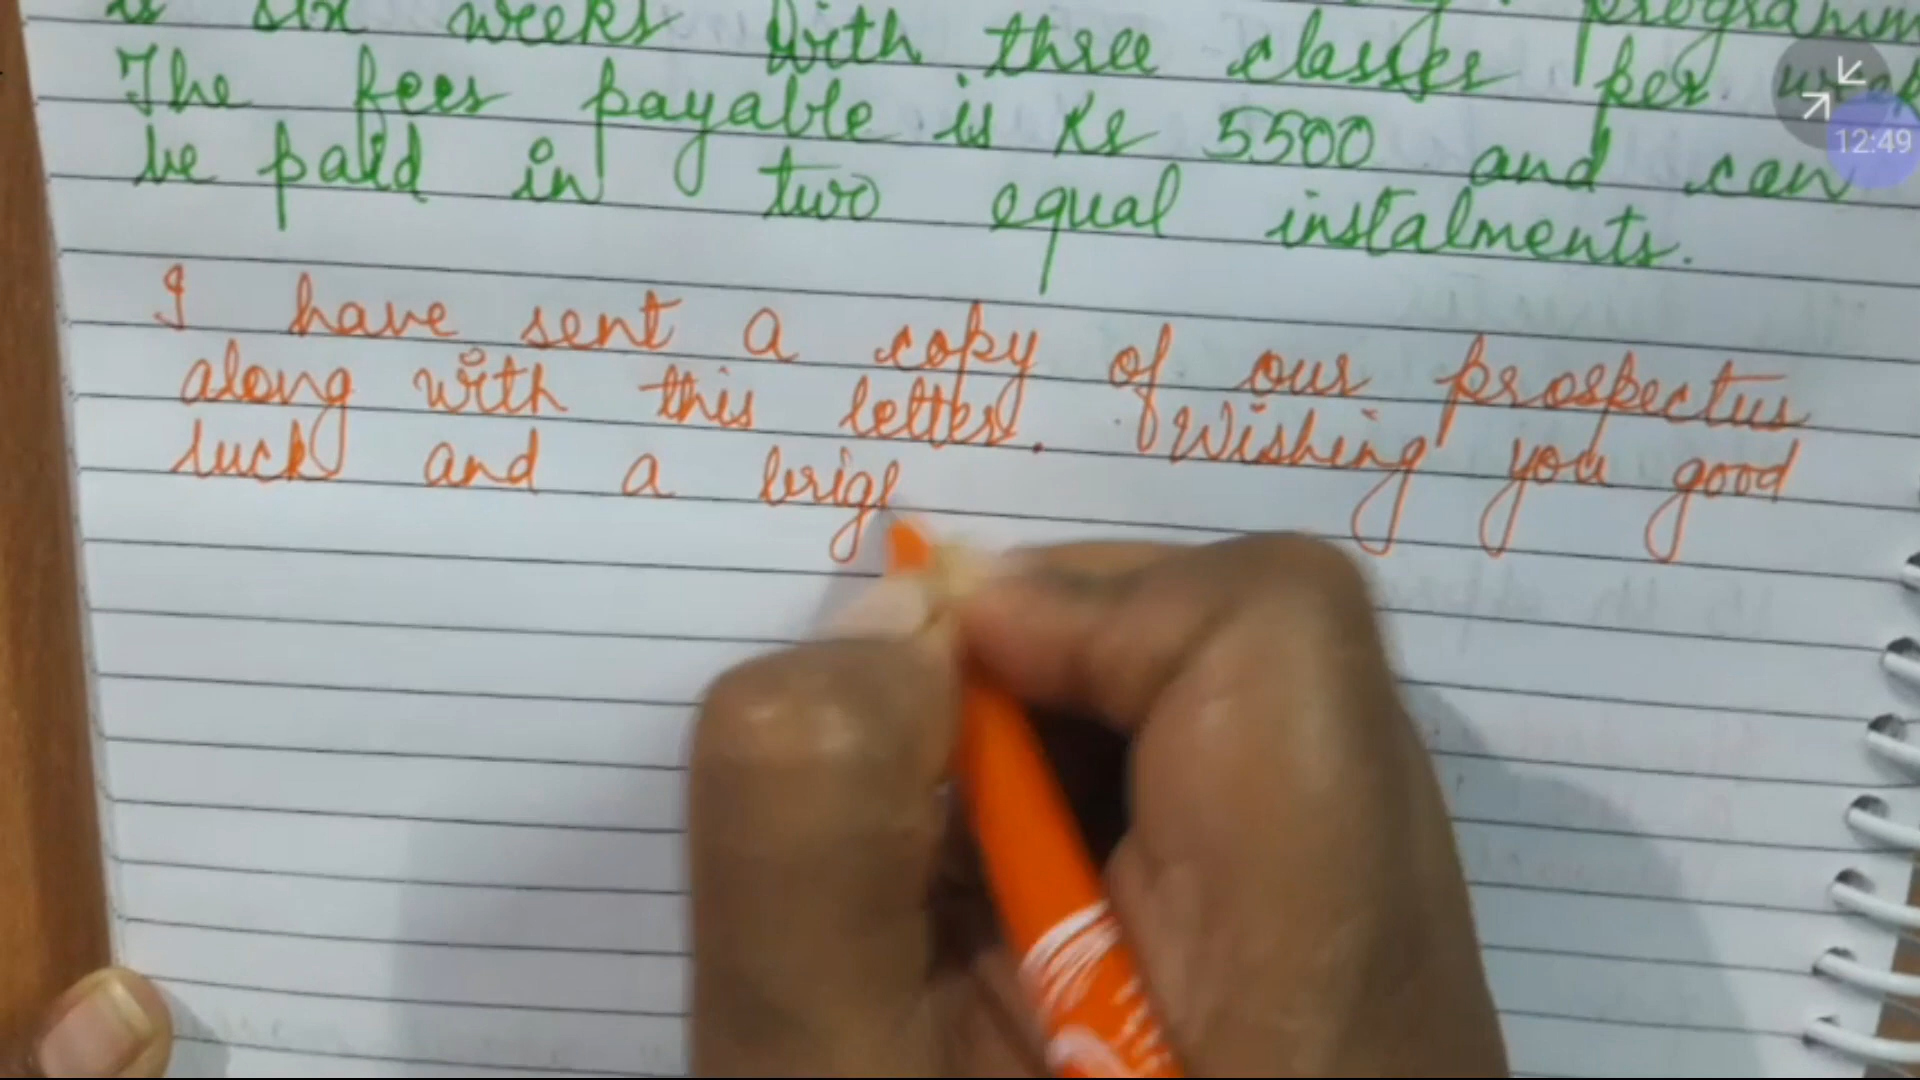 is six weeks with three classes per week
The fees payable is Rs 5500 and can
be paid in two equal instalments.
I have sent a copy of our prospectus
along with this letter. Wishing you good
luck and a brig
12:49